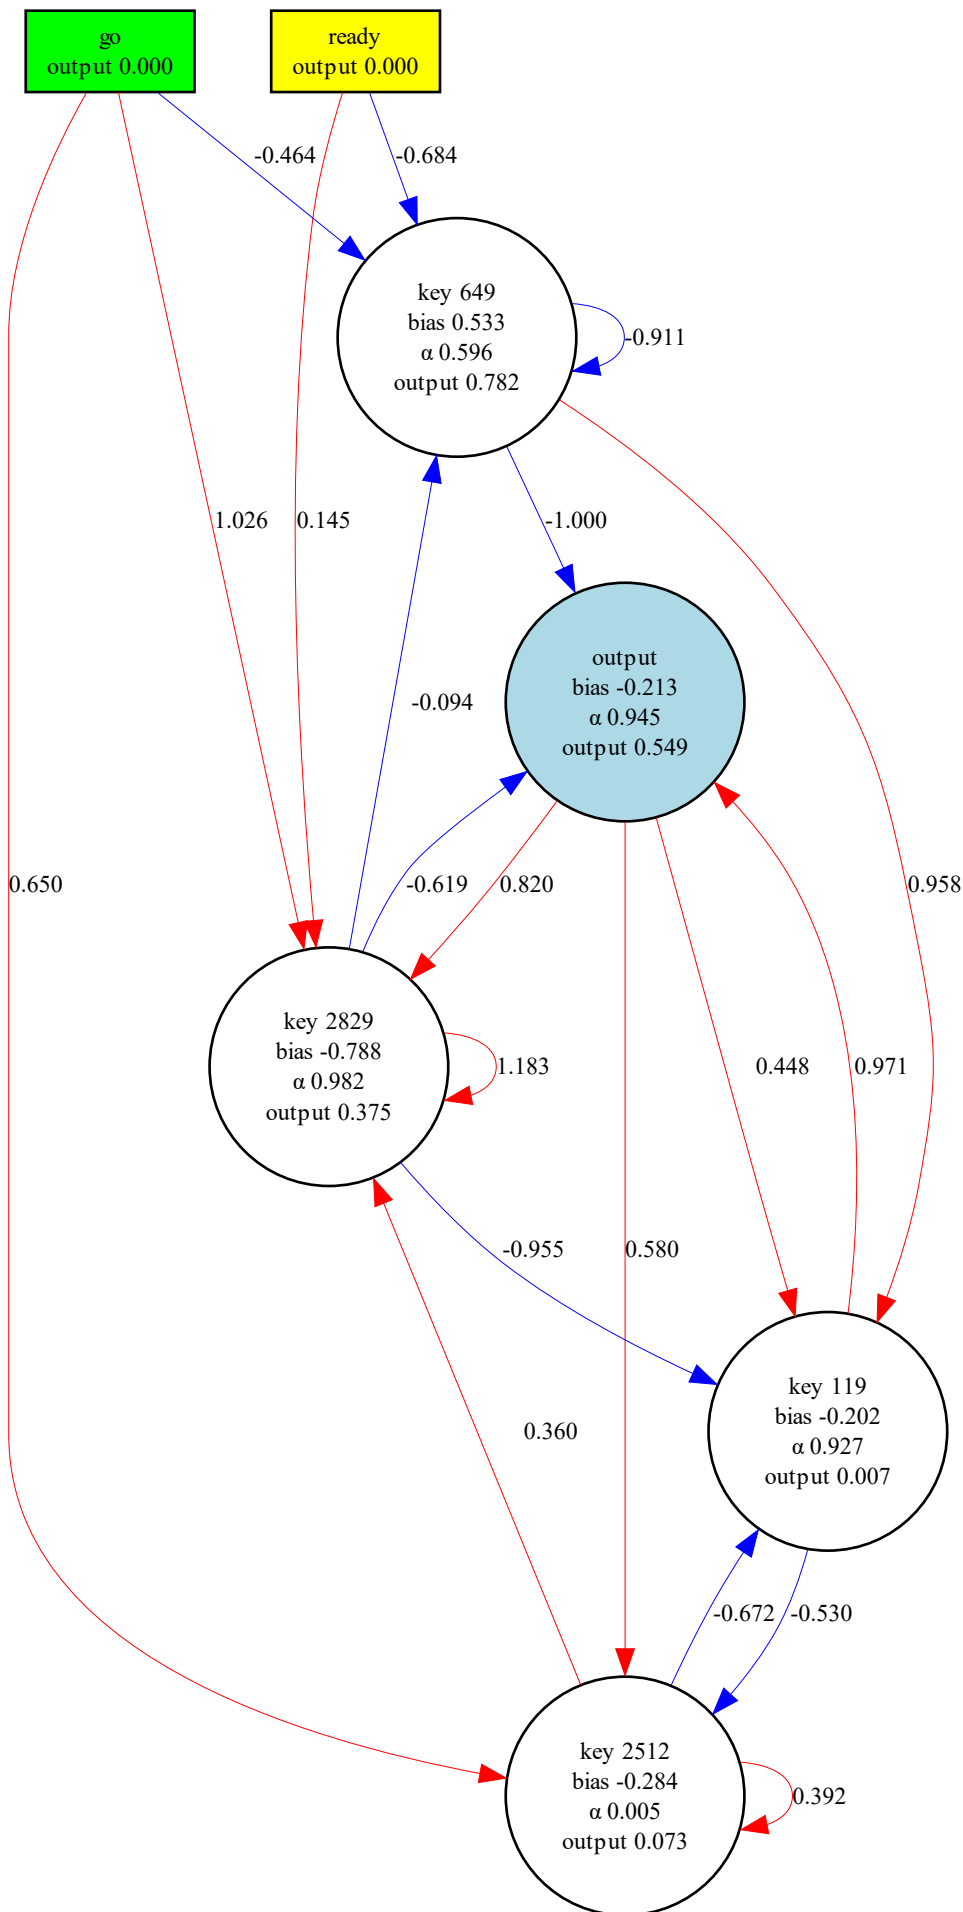 go
output 0.000
ready
output 0.000
-0.464
-0.684
key 649
bias 0.533
α 0.596
output 0.782
-0.911
1.026
0.145
-1.000
output
bias -0.213
α 0.945
output 0.549
-0.094
0.650
-0.619
0.820
0.958
key 2829
bias -0.788
α 0.982
output 0.375
1.183
0.448
0.971
-0.955
0.580
key 119
bias -0.202
α 0.927
output 0.007
0.360
-0.672
-0.530
key 2512
bias -0.284
α 0.005
output 0.073
0.392